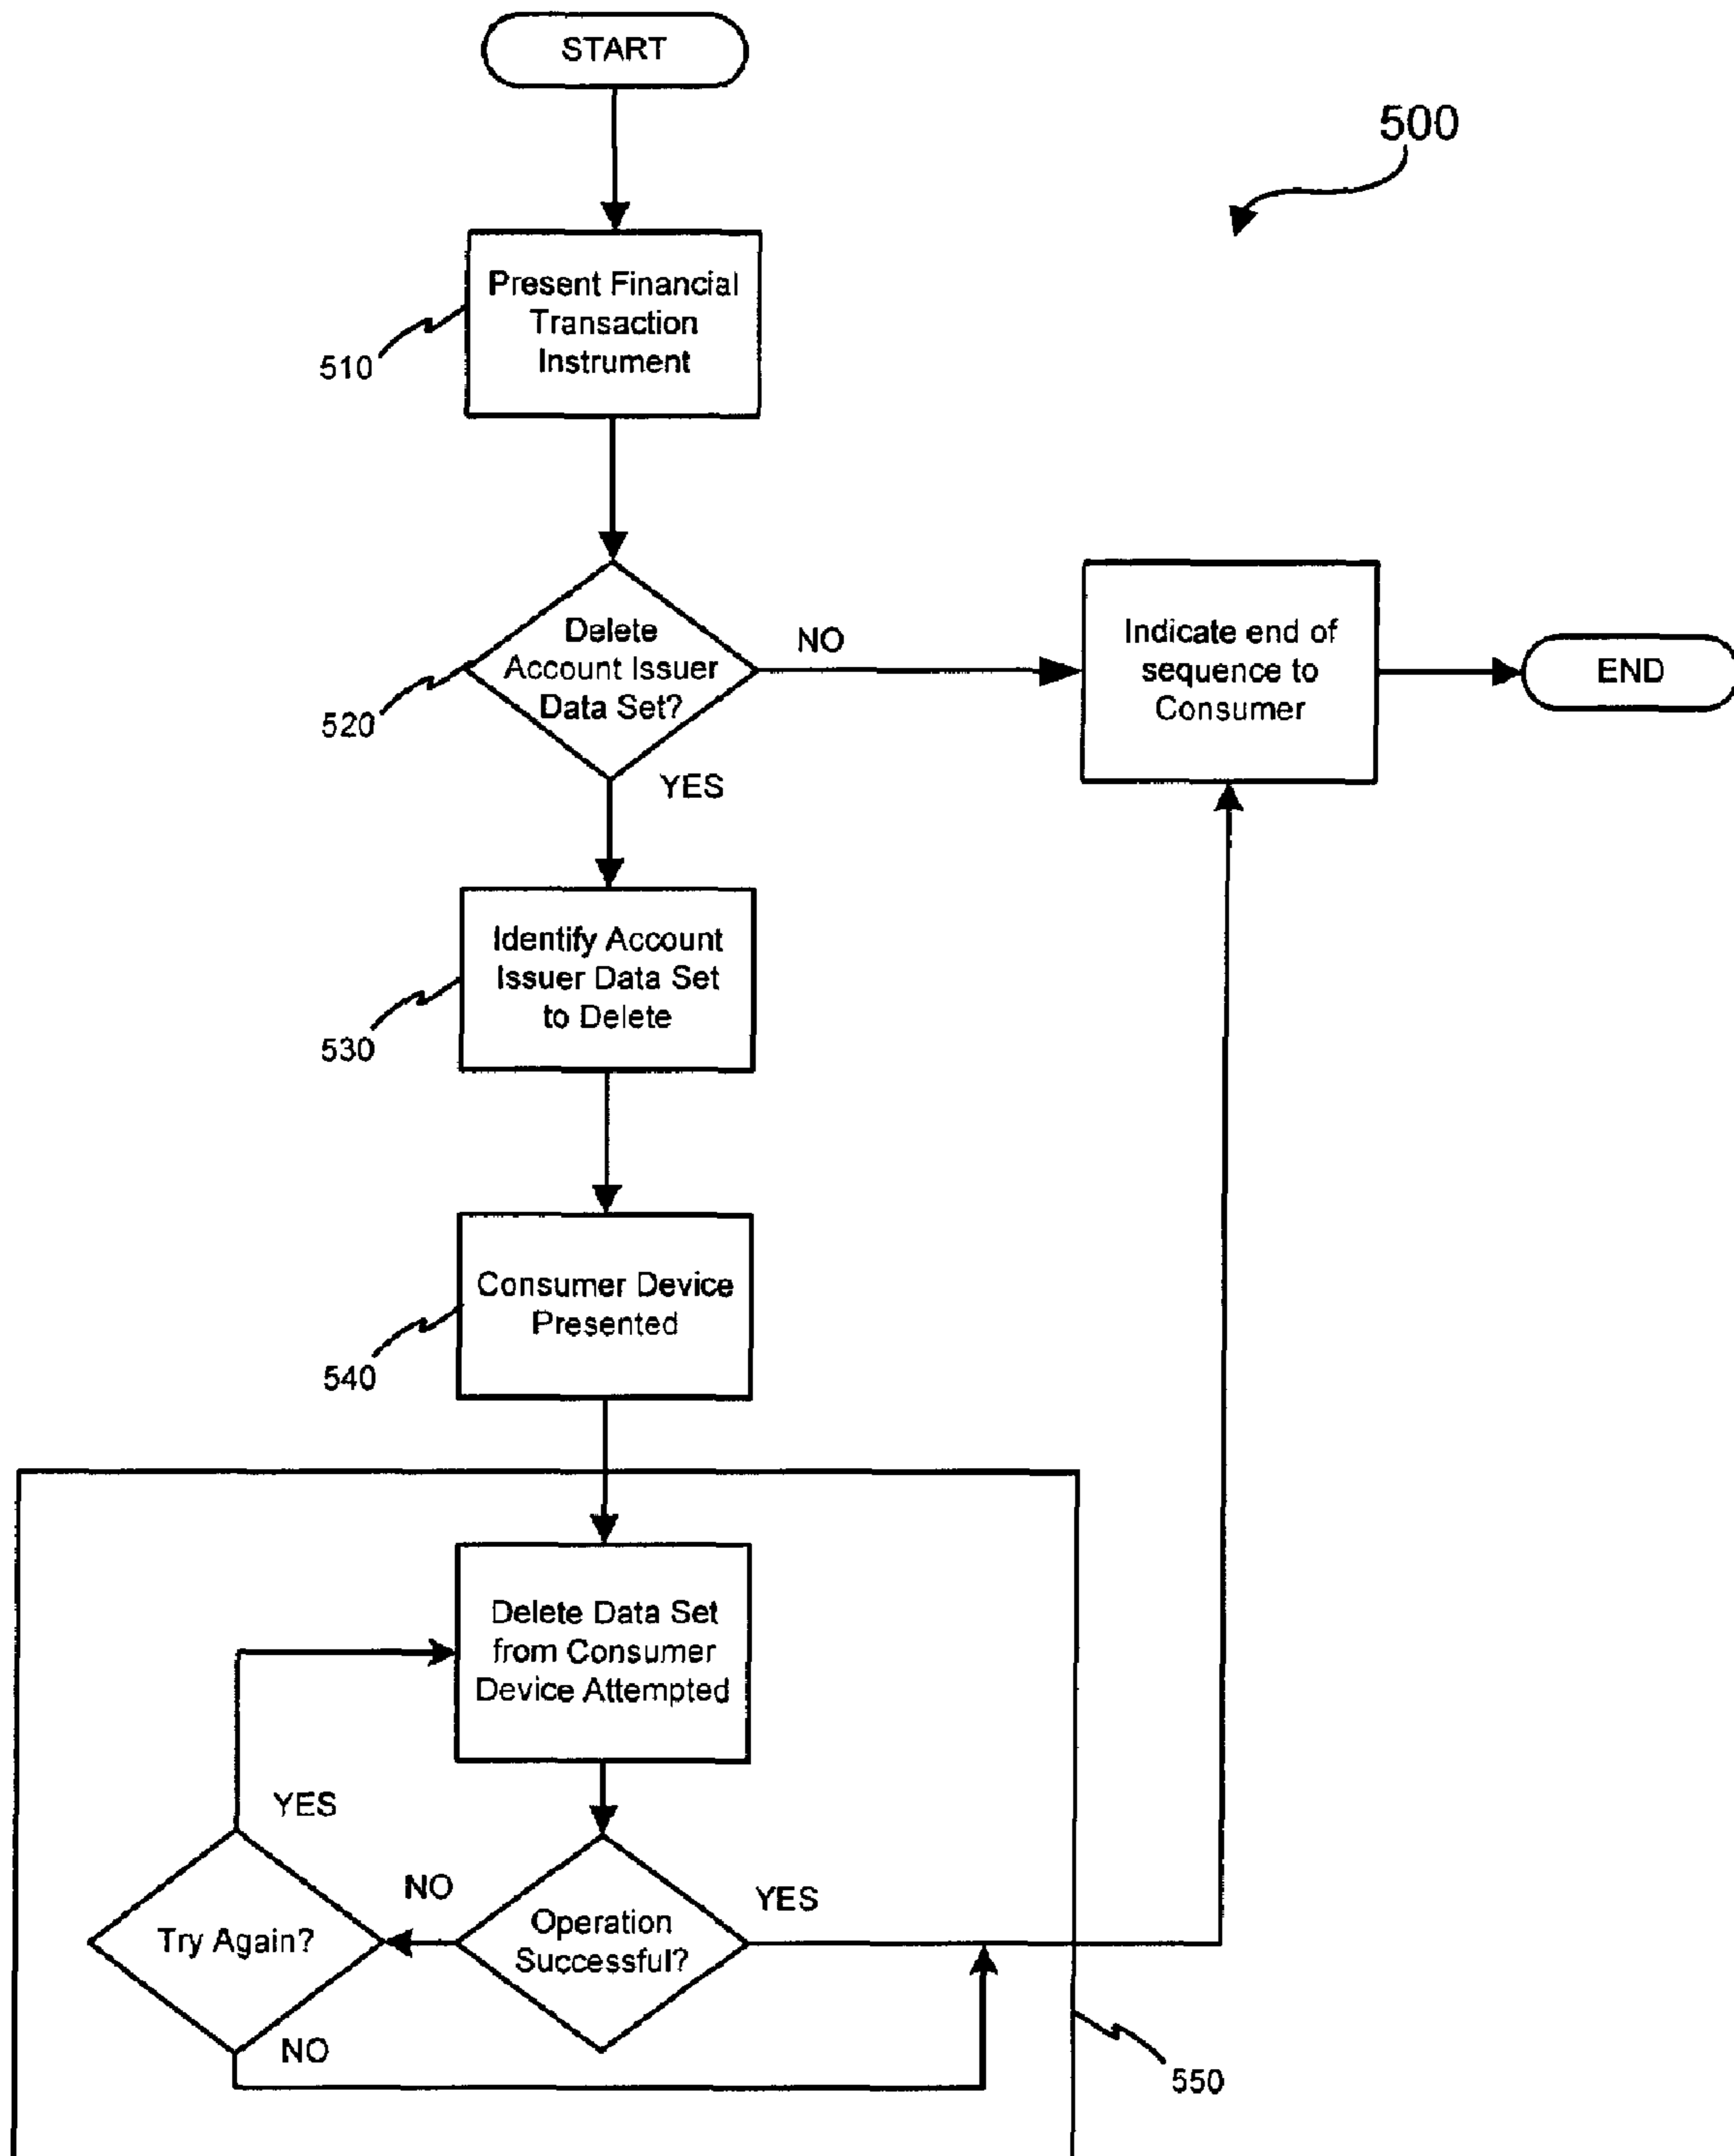 START
500
Present Financial
Transaction
Instrument
510
Delete
Account Issuer
Data Set?
520
NO
YES
Indicate end of
sequence to
Consumer
END
Identify Account
Issuer Data Set
to Delete
530
Consumer Device
Presented
540
Delete Data Set
from Consumer
Device Attempted
YES
Try Again?
NO
Operation
Successful?
YES
NO
550